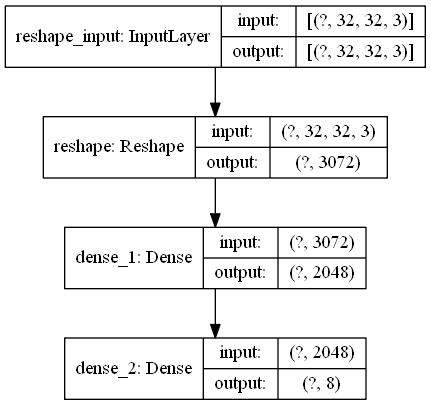 reshape_input: InputLayer
input: [(?, 32, 32, 3)]
output: [(?, 32, 32, 3)]
reshape: Reshape
input: (?, 32, 32, 3)
output: (?, 3072)
dense_1: Dense
input: (?, 3072)
output: (?, 2048)
dense_2: Dense
input: (?, 2048)
output: (?, 8)